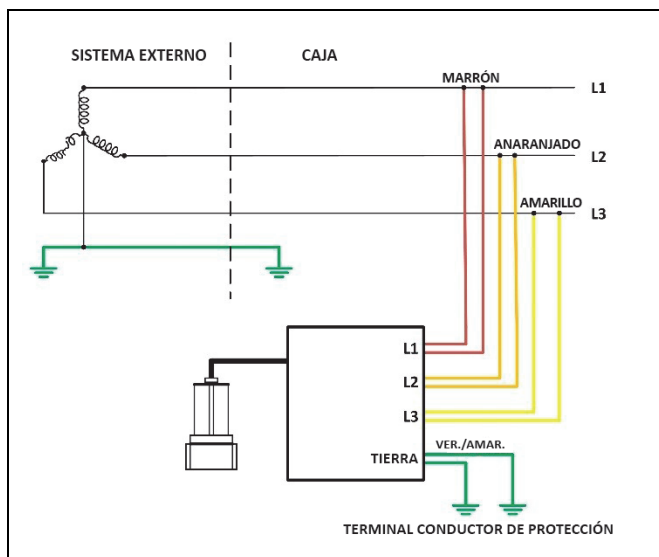 SISTEMA EXTERNO
CAJA
MARRÓN
L1
ANARANJADO
L2
AMARILLO
L3
L1
L2
L3
VER./AMAR.
TIERRA
TERMINAL CONDUCTOR DE PROTECCIÓN